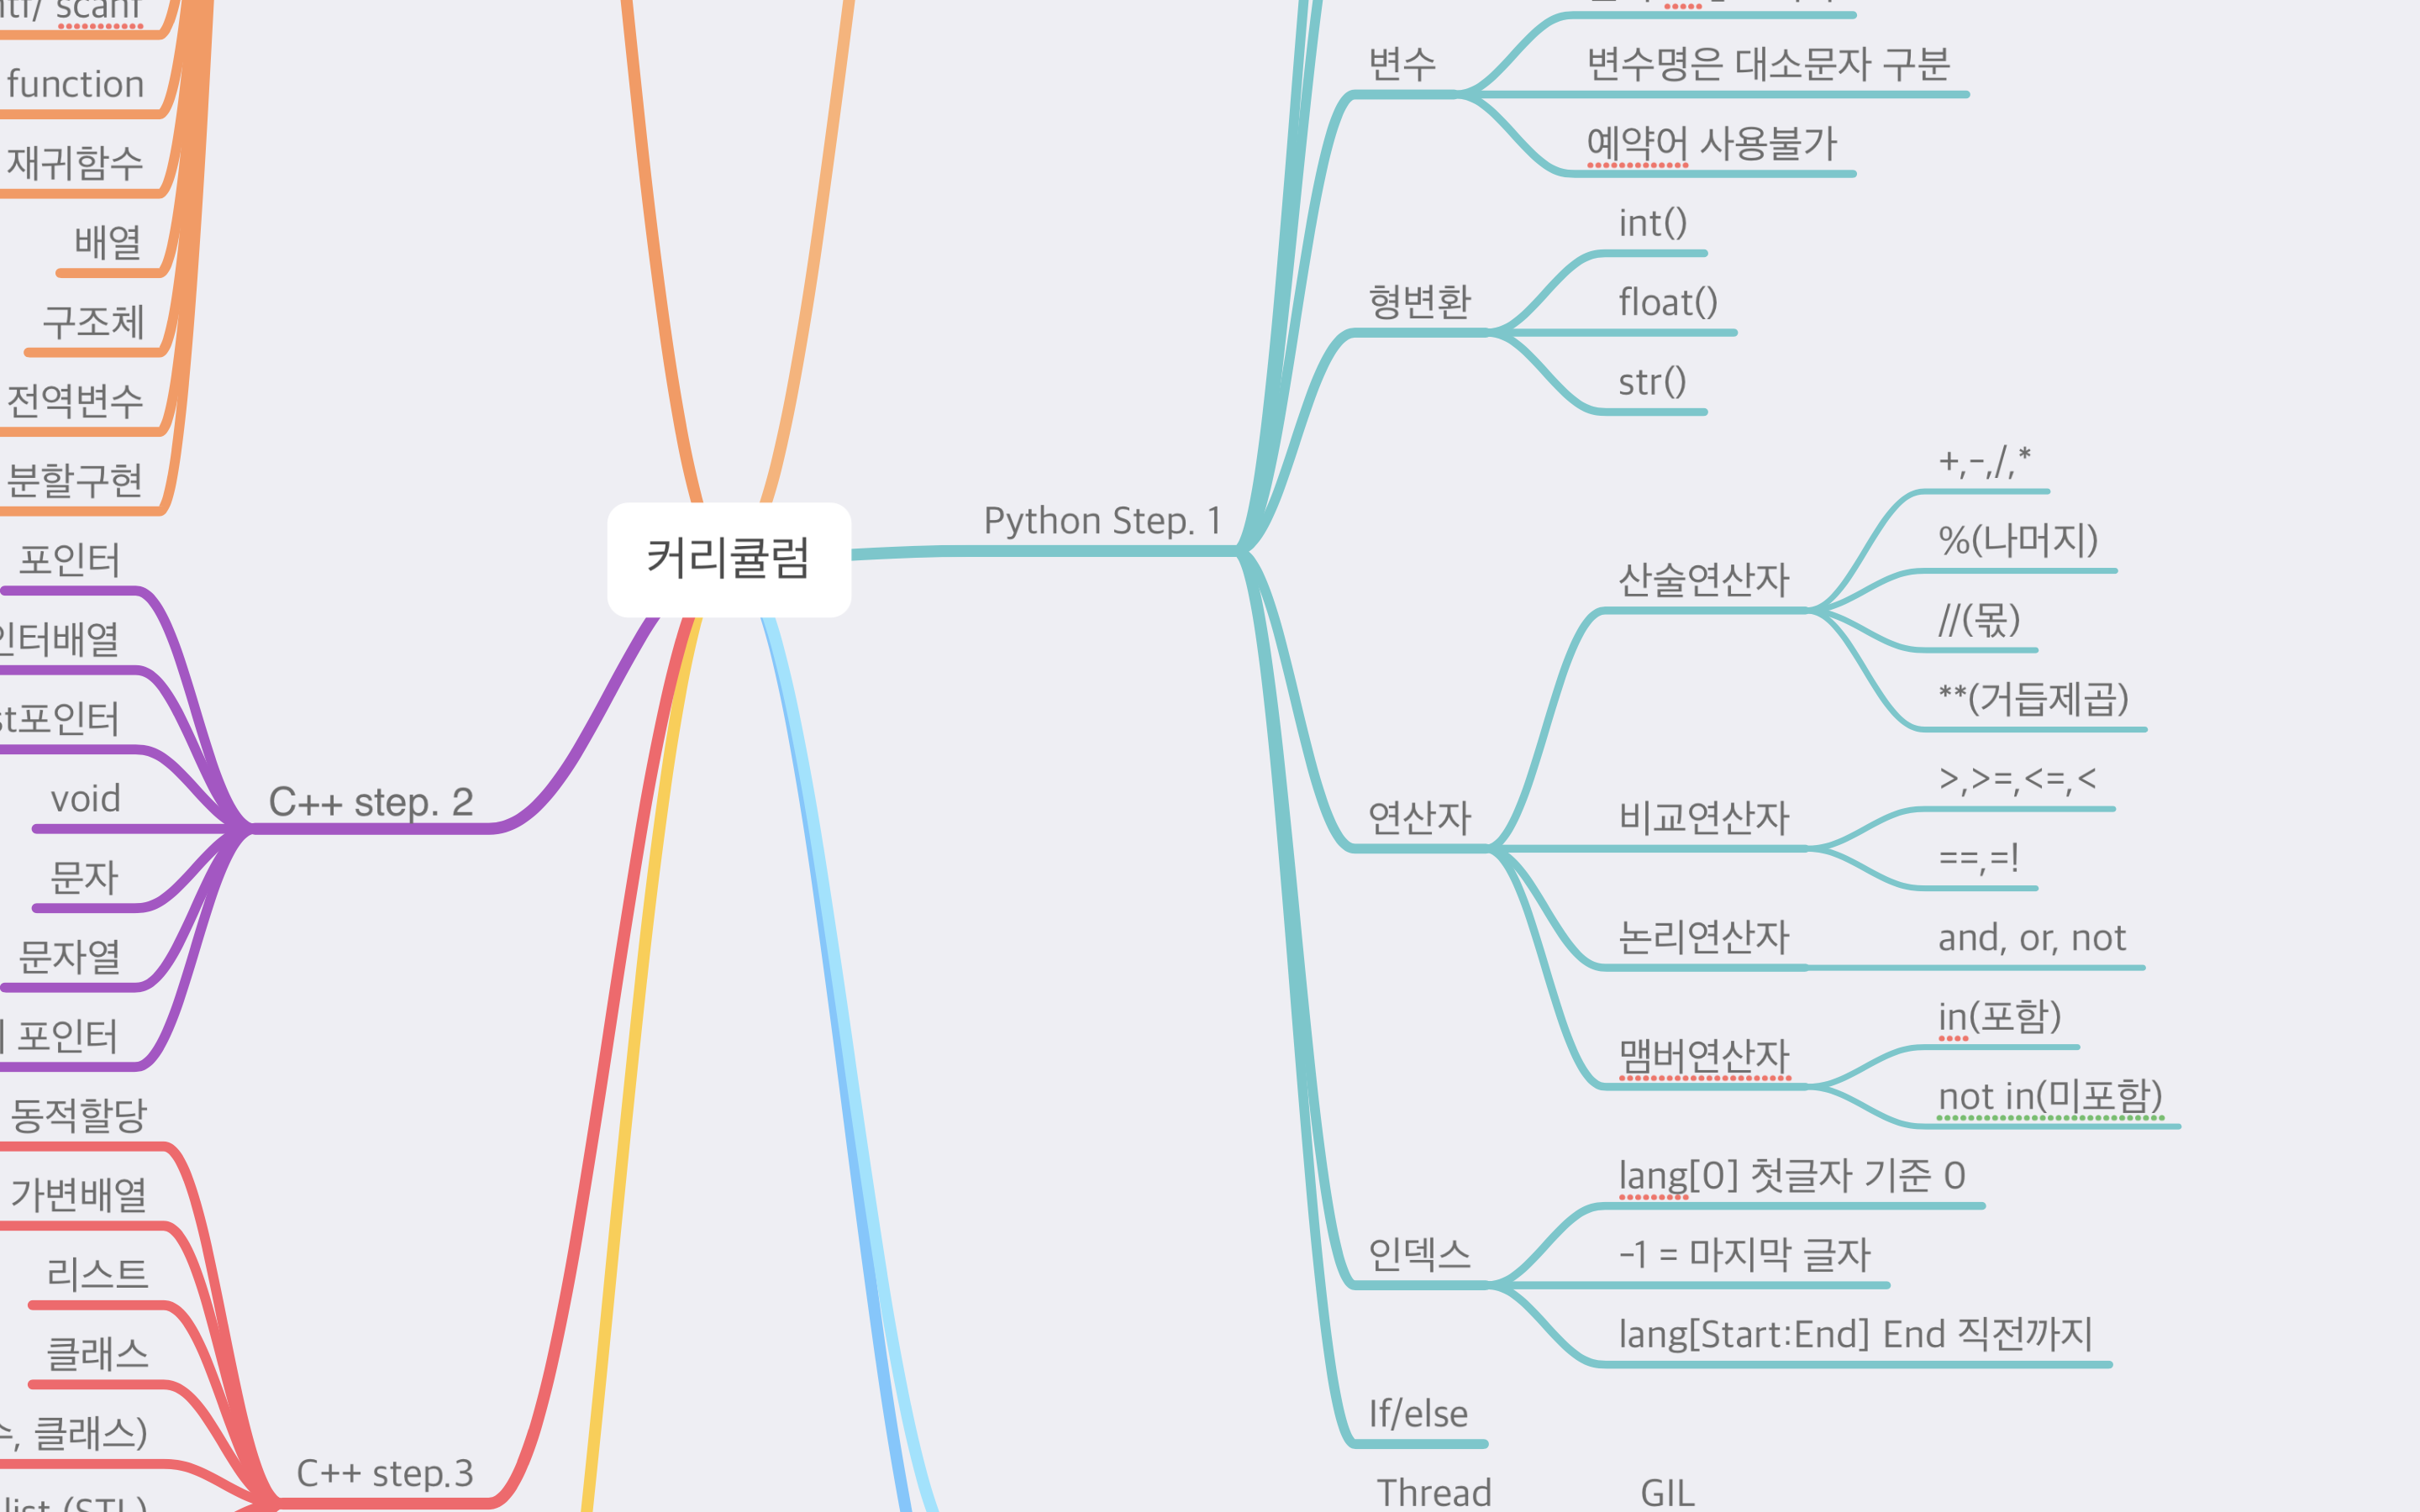 scanf
function
재귀함수
배열
구조체
전역변수
분할구현
커리큘럼
C++ step. 2
포인터
인터배열
st포인터
void
문자
문자열
포인터
C++ step.3
동적할당
가변배열
리스트
클래스
, 클래스)
list (STL)
Python Step. 1
변수
변수명은 대소문자 구분
예약어 사용불가
형변환
int()
float()
str()
연산자
산술연산자
+,-,/,*
%(나머지)
//(몫)
**(거듭제곱)
비교연산자
>,>=,<=,<
==,=!
논리연산자
and, or, not
맴버연산자
in(포함)
not in(미포함)
인덱스
lang[0] 첫글자 기준 0
-1 = 마지막 글자
lang[Start:End] End 직전까지
If/else
Thread
GIL